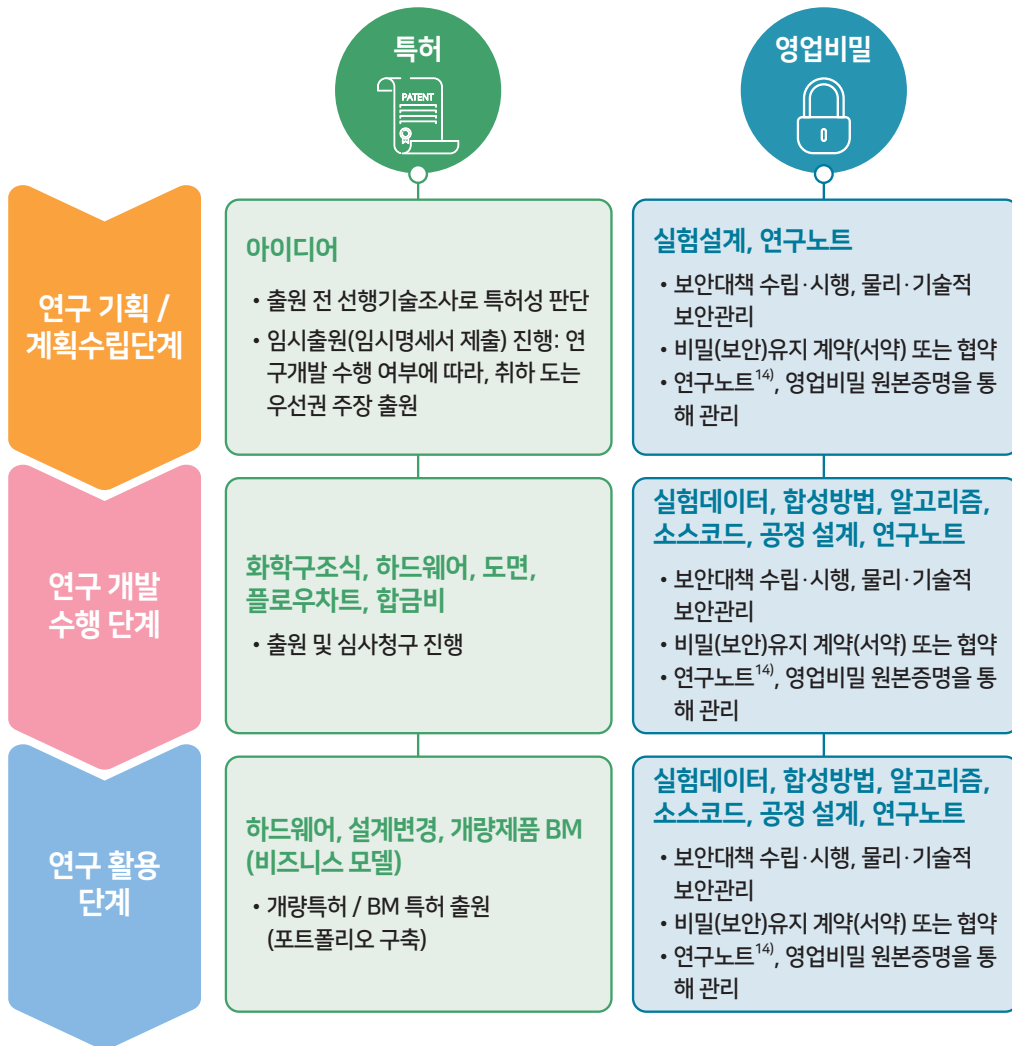 특허
PATENT
영업비밀
연구 기획 /
계획수립단계
아이디어
• 출원 전 선행기술조사로 특허성 판단
• 임시출원(임시명세서 제출) 진행: 연
구개발 수행 여부에 따라, 취하 도는
우선권 주장 출원
실험설계, 연구노트
• 보안대책 수립·시행, 물리·기술적
보안관리
• 비밀(보안)유지 계약(서약) 또는 협약
• 연구노트14), 영업비밀 원본증명을 통
해 관리
연구 개발
수행 단계
화학구조식, 하드웨어, 도면,
플로우차트, 합금비
• 출원 및 심사청구 진행
실험데이터, 합성방법, 알고리즘,
소스코드, 공정 설계, 연구노트
• 보안대책 수립·시행, 물리·기술적
보안관리
• 비밀(보안)유지 계약(서약) 또는 협약
• 연구노트14), 영업비밀 원본증명을 통
해 관리
연구 활용
단계
하드웨어, 설계변경, 개량제품 BM
(비즈니스 모델)
• 개량특허 / BM 특허 출원
(포트폴리오 구축)
실험데이터, 합성방법, 알고리즘,
소스코드, 공정 설계, 연구노트
• 보안대책 수립·시행, 물리·기술적
보안관리
• 비밀(보안)유지 계약(서약) 또는 협약
• 연구노트14), 영업비밀 원본증명을 통
해 관리